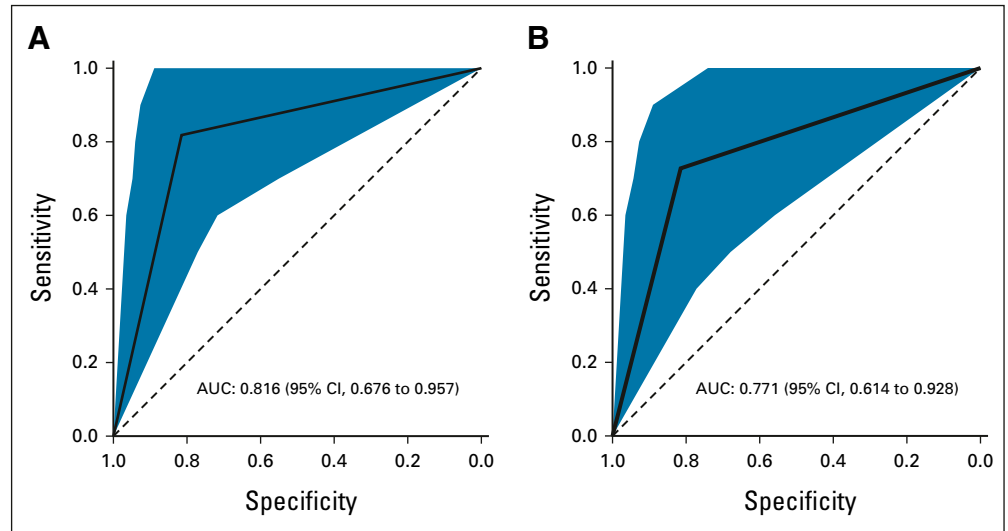 A
1.0
0.8
0.6
0.4
0.2
0.0
Sensitivity
AUC: 0.816 (95% CI, 0.676 to 0.957)
1.0 0.8 0.6 0.4 0.2 0.0
Specificity
B
1.0
0.8
0.6
0.4
0.2
0.0
Sensitivity
AUC: 0.771 (95% CI, 0.614 to 0.928)
1.0 0.8 0.6 0.4 0.2 0.0
Specificity